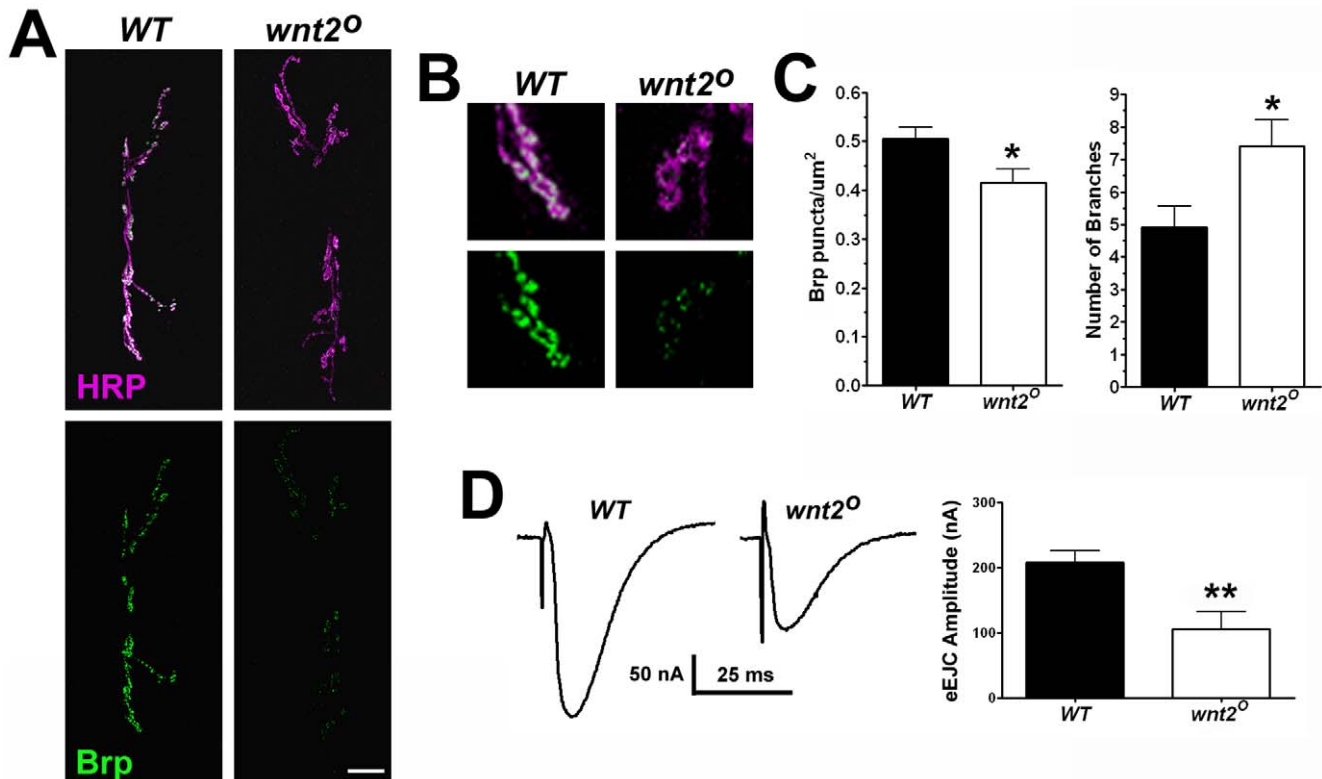 A
WT
wnt2O
HRP
Brp
B
WT
wnt2O
C
Brp puncta/um2
0.6
0.5
0.4
0.3
0.2
0.1
0.0
*
WT
wnt2O
Number of Branches
9
8
7
6
5
4
3
2
1
0
*
WT
wnt2O
D
WT
wnt2O
50 nA
25 ms
eEJC Amplitude (nA)
300
200
100
0
**
WT
wnt2O